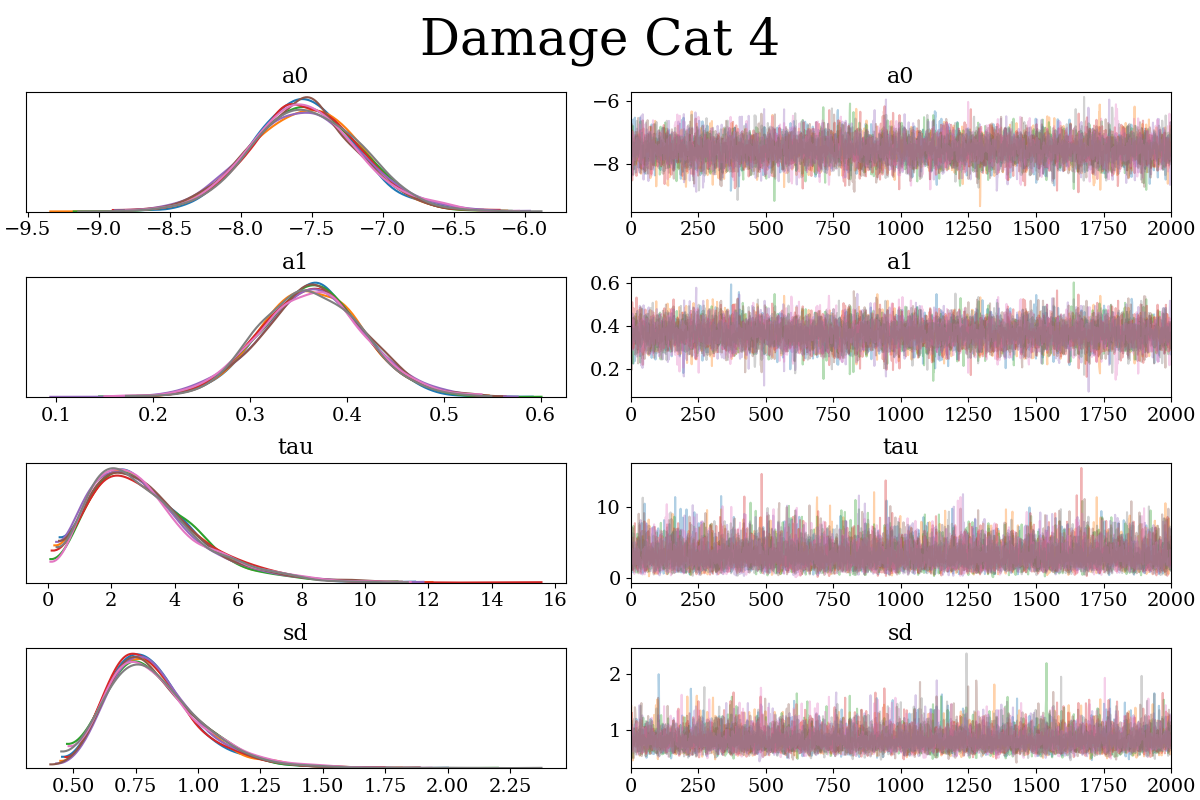 Damage Cat 4
a0 a0
−6
−8
−9.5 −9.0 −8.5 −8.0 −7.5 −7.0 −6.5 −6.0 0 250 500 750 1000 1250 1500 1750 2000
a1 a1
0.6
0.4
0.2
0.1 0.2 0.3 0.4 0.5 0.6 0 250 500 750 1000 1250 1500 1750 2000
tau tau
10
0
0 2 4 6 8 10 12 14 16 0 250 500 750 1000 1250 1500 1750 2000
sd sd
2
1
0.50 0.75 1.00 1.25 1.50 1.75 2.00 2.25 0 250 500 750 1000 1250 1500 1750 2000